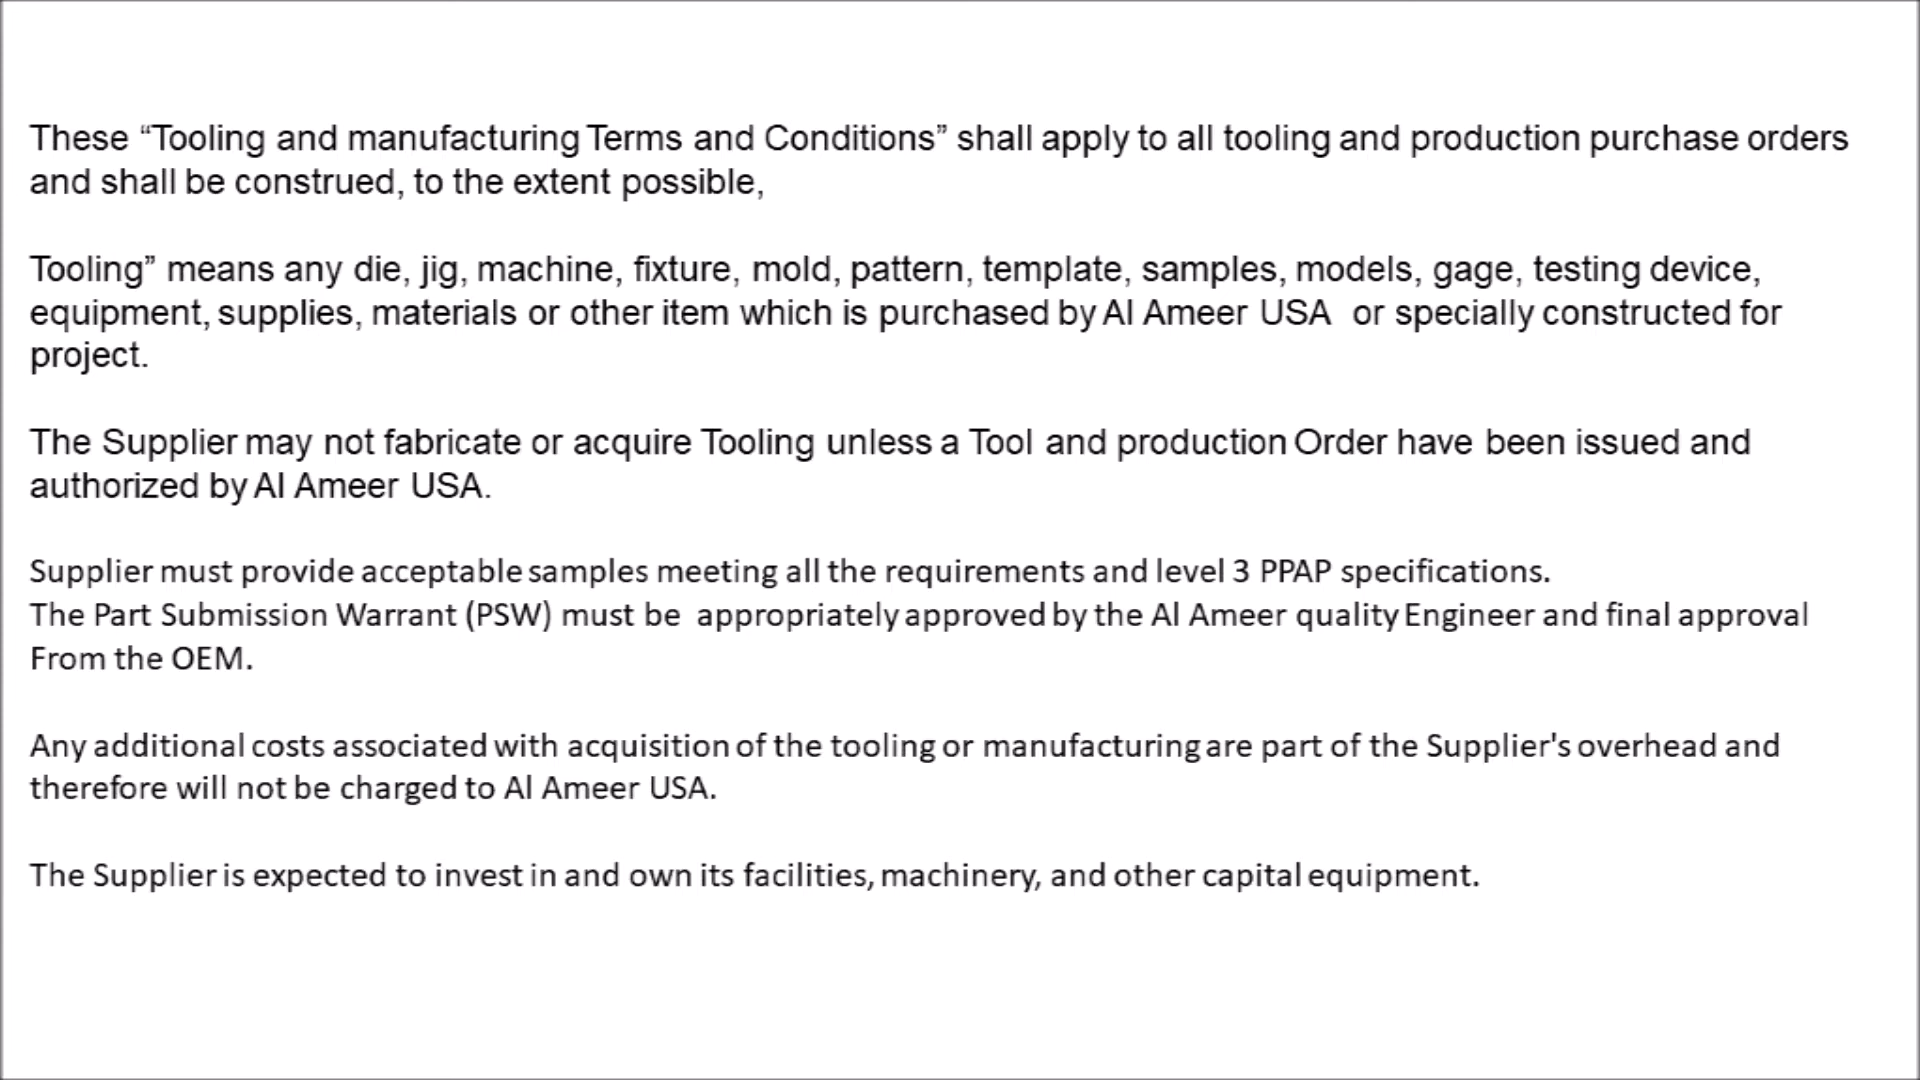 These “Tooling and manufacturing Terms and Conditions” shall apply to all tooling and production purchase orders
and shall be construed, to the extent possible,
Tooling” means any die, jig, machine, fixture, mold, pattern, template, samples, models, gage, testing device,
equipment, supplies, materials or other item which is purchased by Al Ameer USA or specially constructed for
project.
The Supplier may not fabricate or acquire Tooling unless a Tool and production Order have been issued and
authorized by Al Ameer USA.
Supplier must provide acceptable samples meeting all the requirements and level 3 PPAP specifications.
The Part Submission Warrant (PSW) must be appropriately approved by the Al Ameer quality Engineer and final approval
From the OEM.
Any additional costs associated with acquisition of the tooling or manufacturing are part of the Supplier's overhead and
therefore will not be charged to Al Ameer USA.
The Supplier is expected to invest in and own its facilities, machinery, and other capital equipment.